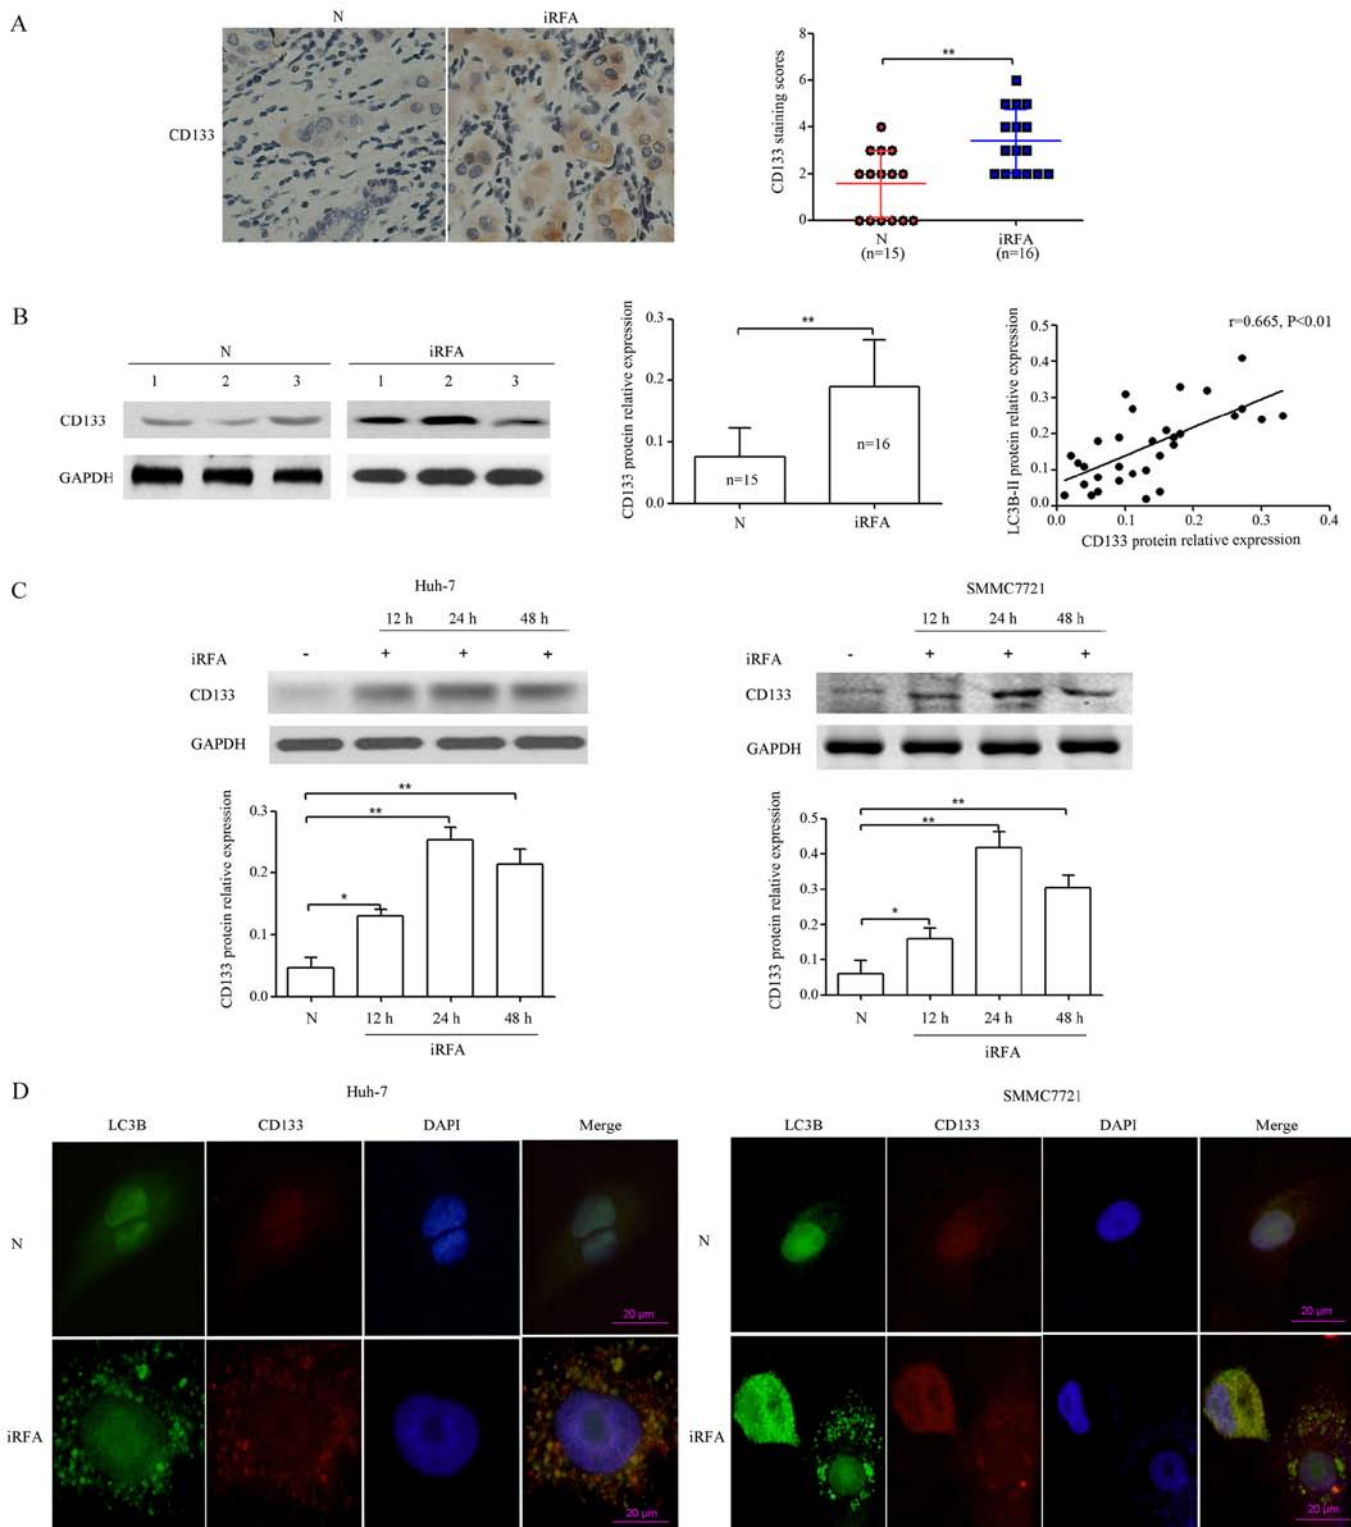 A
N
iRFA
CD133
CD133 staining scores
8
6
4
2
0
**
N
(n=15)
iRFA
(n=16)
B
N
iRFA
1 2 3 1 2 3
CD133
GAPDH
CD133 protein relative expression
0.3
0.2
0.1
0.0
**
n=15
n=16
N
iRFA
LC3B-II protein relative expression
r=0.665, P<0.01
0.5
0.4
0.3
0.2
0.1
0.0
0.0 0.1 0.2 0.3 0.4
CD133 protein relative expression
C
Huh-7
12 h 24 h 48 h
iRFA - + + +
CD133
GAPDH
CD133 protein relative expression
0.3
0.2
0.1
0.0
**
**
*
N 12 h 24 h 48 h
iRFA
SMMC7721
12 h 24 h 48 h
iRFA - + + +
CD133
GAPDH
CD133 protein relative expression
0.5
0.4
0.3
0.2
0.1
0.0
**
**
*
N 12 h 24 h 48 h
iRFA
D
Huh-7
LC3B CD133 DAPI Merge
N
20 µm
iRFA
20 µm
SMMC7721
LC3B CD133 DAPI Merge
N
20 µm
iRFA
20 µm